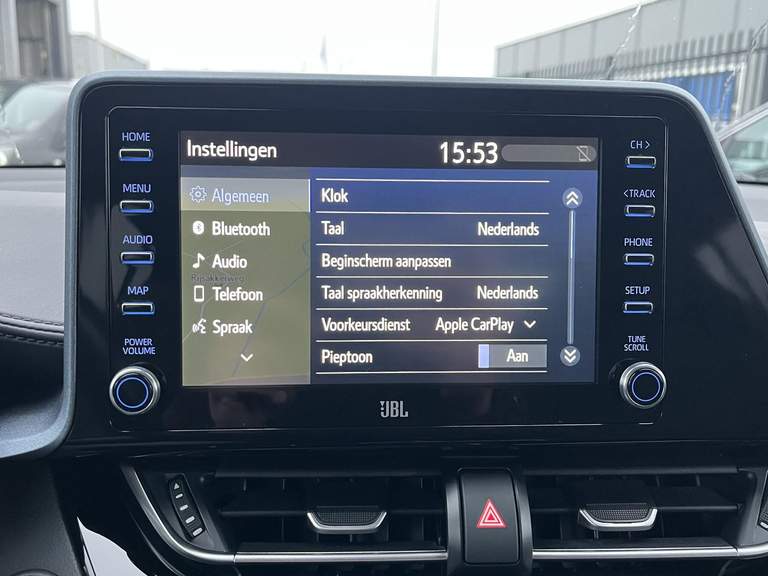 HOME
MENU
AUDIO
MAP
POWER
VOLUME
Instellingen
15:53
Algemeen
Bluetooth
Audio
Rijsakkelweg
Telefoon
Spraak
Klok
Taal Nederlands
Beginscherm aanpassen
Taal spraakherkenning Nederlands
Voorkeursdienst Apple CarPlay
Pieptoon Aan
CH >
< TRACK
PHONE
SETUP
TUNE
SCROLL
JBL